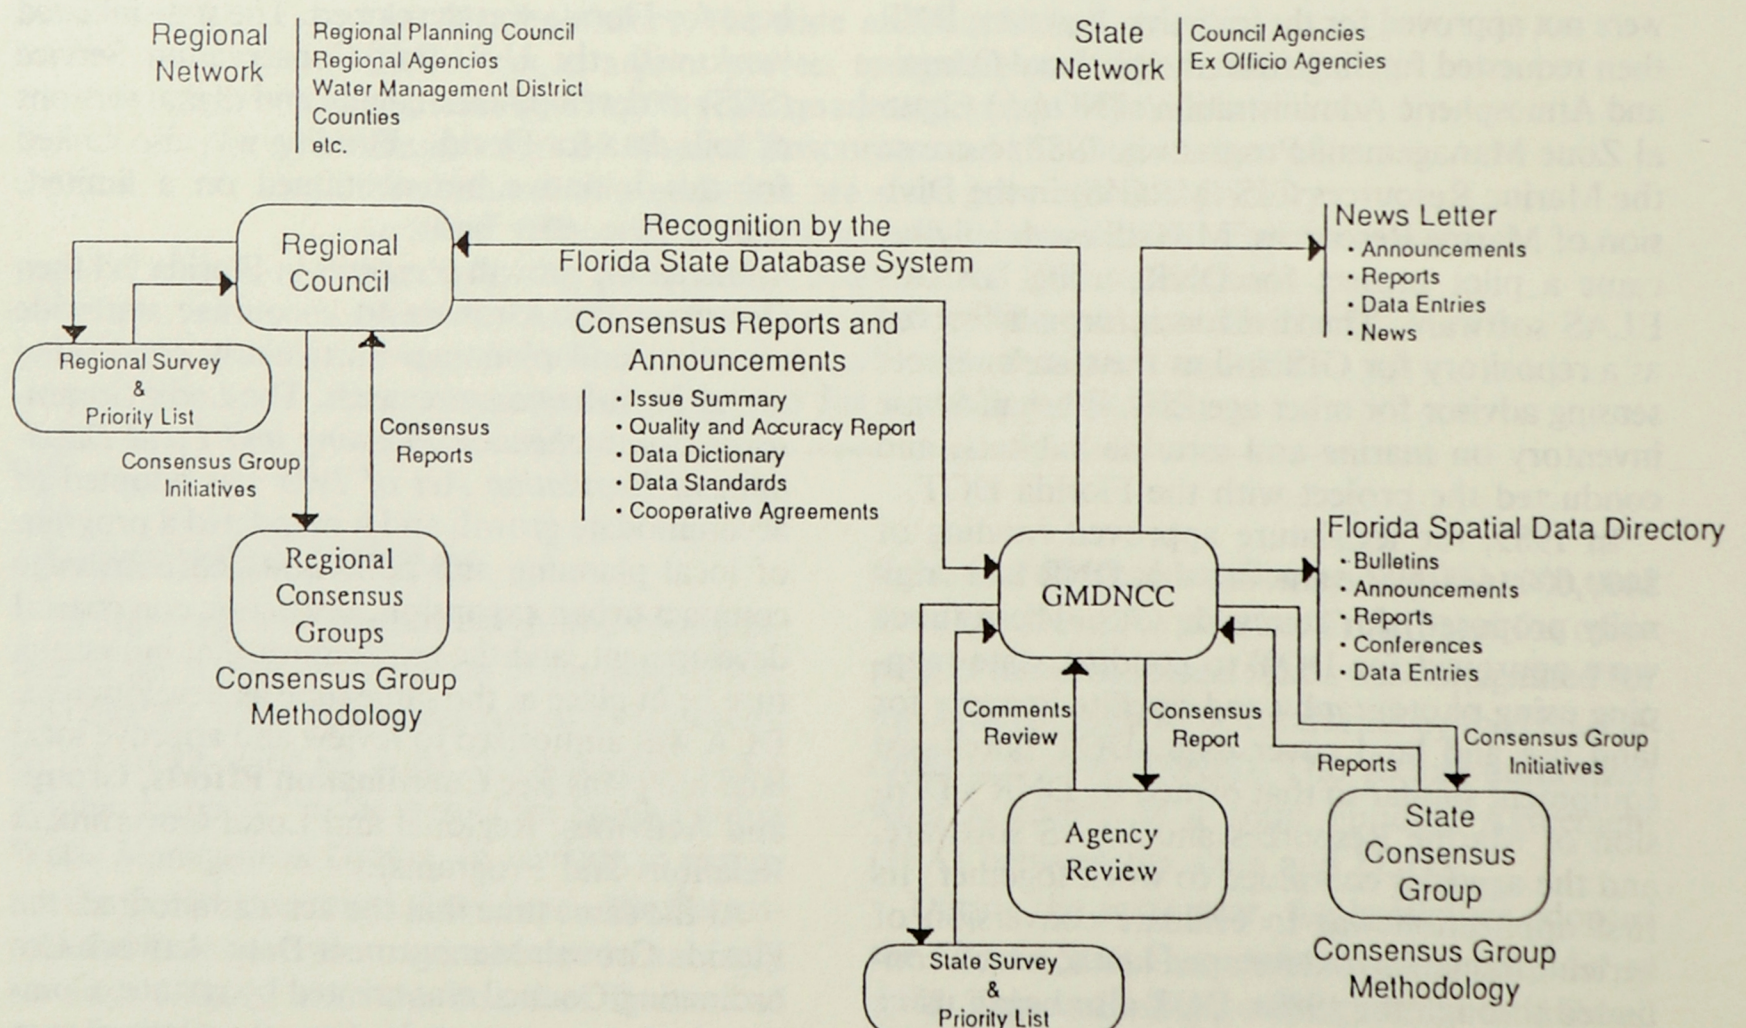 Regional
Network
Regional Planning Council
Regional Agencies
Water Management District
Counties
etc.
State
Network
Council Agencies
Ex Officio Agencies
Regional
Council
Recognition by the
Florida State Database System
News Letter
• Announcements
• Reports
• Data Entries
• News
Consensus Reports and
Announcements
• Issue Summary
• Quality and Accuracy Report
• Data Dictionary
• Data Standards
• Cooperative Agreements
Regional Survey
&
Priority List
Consensus
Reports
Consensus Group
Initiatives
Regional
Consensus
Groups
Consensus Group
Methodology
GMDNCC
Florida Spatial Data Directory
• Bulletins
• Announcements
• Reports
• Conferences
• Data Entries
Comments
Review
Consensus
Report
Reports
Consensus Group
Initiatives
Agency
Review
State
Consensus
Group
Consensus Group
Methodology
State Survey
&
Priority List